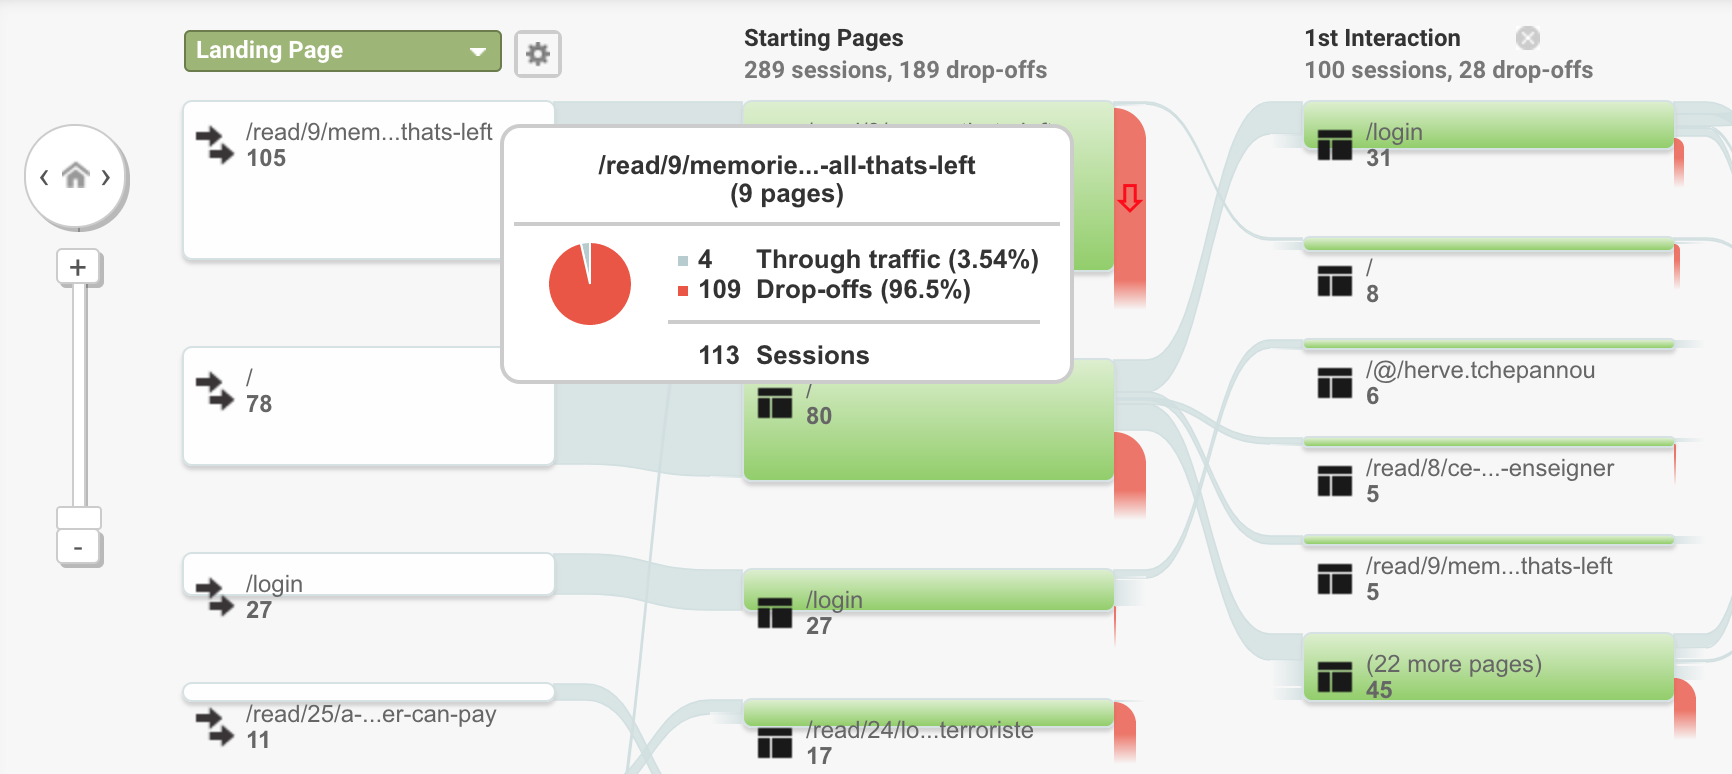 Landing Page
Starting Pages
289 sessions, 189 drop-offs
1st Interaction
100 sessions, 28 drop-offs
/read/9/mem...thats-left
105
/read/9/memorie...-all-thats-left
(9 pages)
4 Through traffic (3.54%)
109 Drop-offs (96.5%)
113 Sessions
/login
31
/
8
/
78
/
80
/@/herve.tchepannou
6
/read/8/ce-...-enseigner
5
/login
27
/login
27
/read/9/mem...thats-left
5
(22 more pages)
45
/read/25/a-...er-can-pay
11
/read/24/lo...terroriste
17
+
-